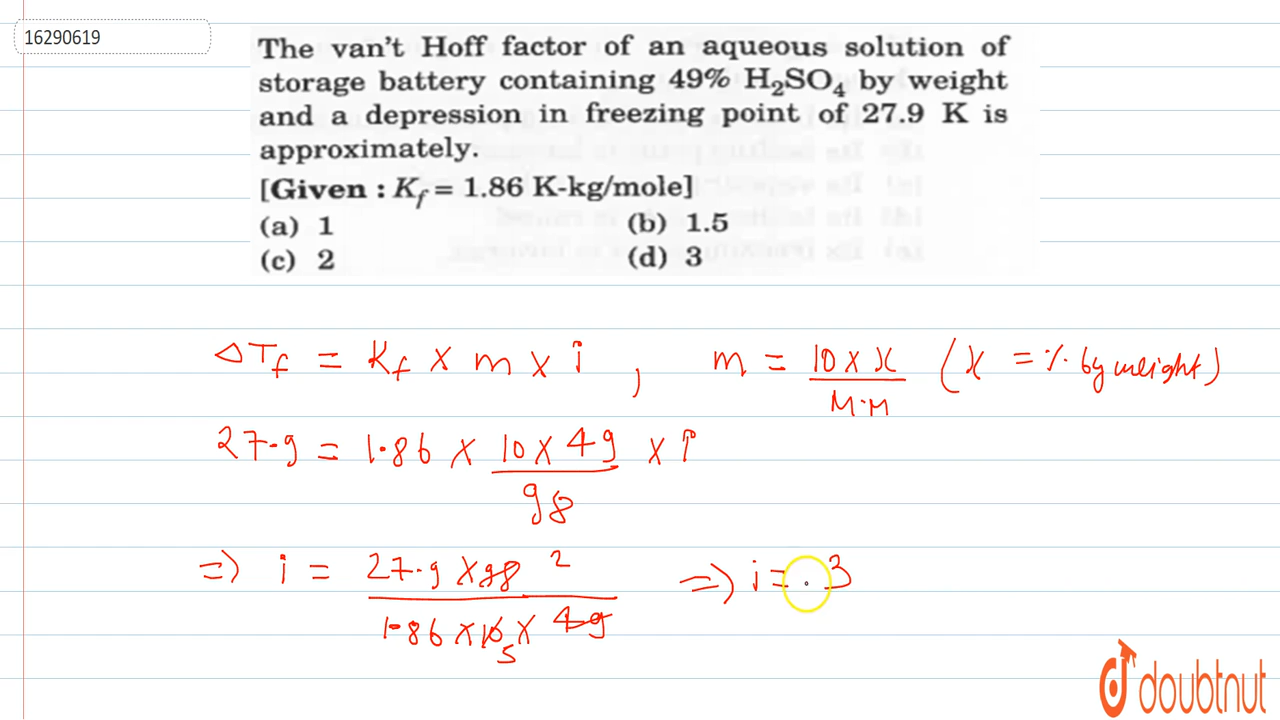 16290619
The van't Hoff factor of an aqueous solution of
storage battery containing 49% H₂SO₄ by weight
and a depression in freezing point of 27.9 K is
approximately.
[Given : K_f = 1.86 K-kg/mole]
(a) 1 (b) 1.5
(c) 2 (d) 3
ΔT_f = K_f × m × i , m = 10 × x / M.M (x = % by weight)
27.9 = 1.86 × 10 × 49 / 98 × i
=> i = 27.9 × 98 2 / 1.86 × 10 5 × 49 => i = . 3
doubtnut